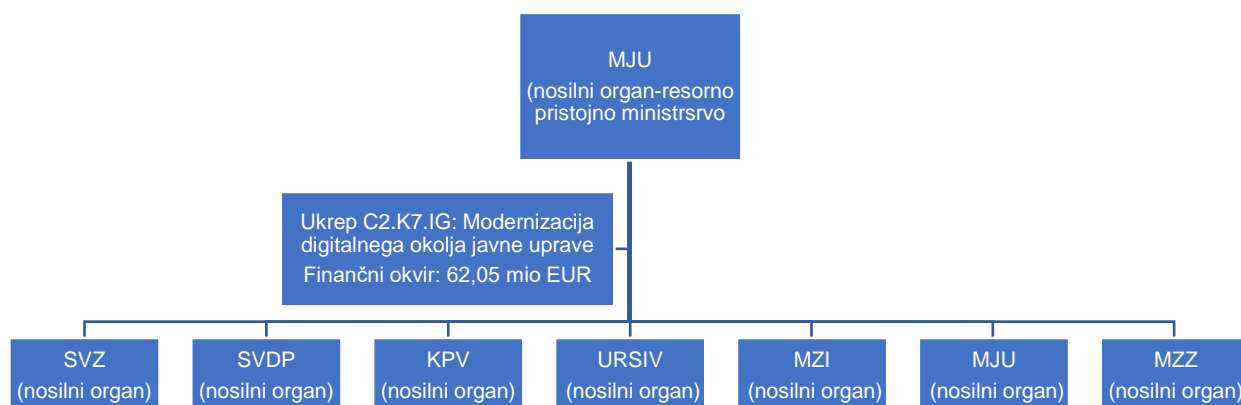 MJU
(nosilni organ-resorno
pristojno ministrsrvo
Ukrep C2.K7.IG: Modernizacija
digitalnega okolja javne uprave
Finančni okvir: 62,05 mio EUR
SVZ
(nosilni organ)
SVDP
(nosilni organ)
KPV
(nosilni organ)
URSIV
(nosilni organ)
MZI
(nosilni organ)
MJU
(nosilni organ)
MZZ
(nosilni organ)